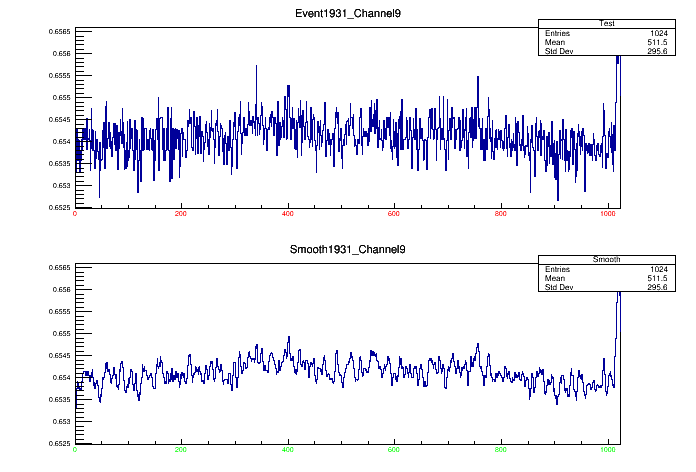 Event1931_Channel9
Test
Entries 1024
Mean 511.5
Std Dev 295.6
0.6565
0.656
0.6555
0.655
0.6545
0.654
0.6535
0.653
0.6525
0 200 400 600 800 1000
Smooth1931_Channel9
Smooth
Entries 1024
Mean 511.5
Std Dev 295.6
0.6565
0.656
0.6555
0.655
0.6545
0.654
0.6535
0.653
0.6525
0 200 400 600 800 1000